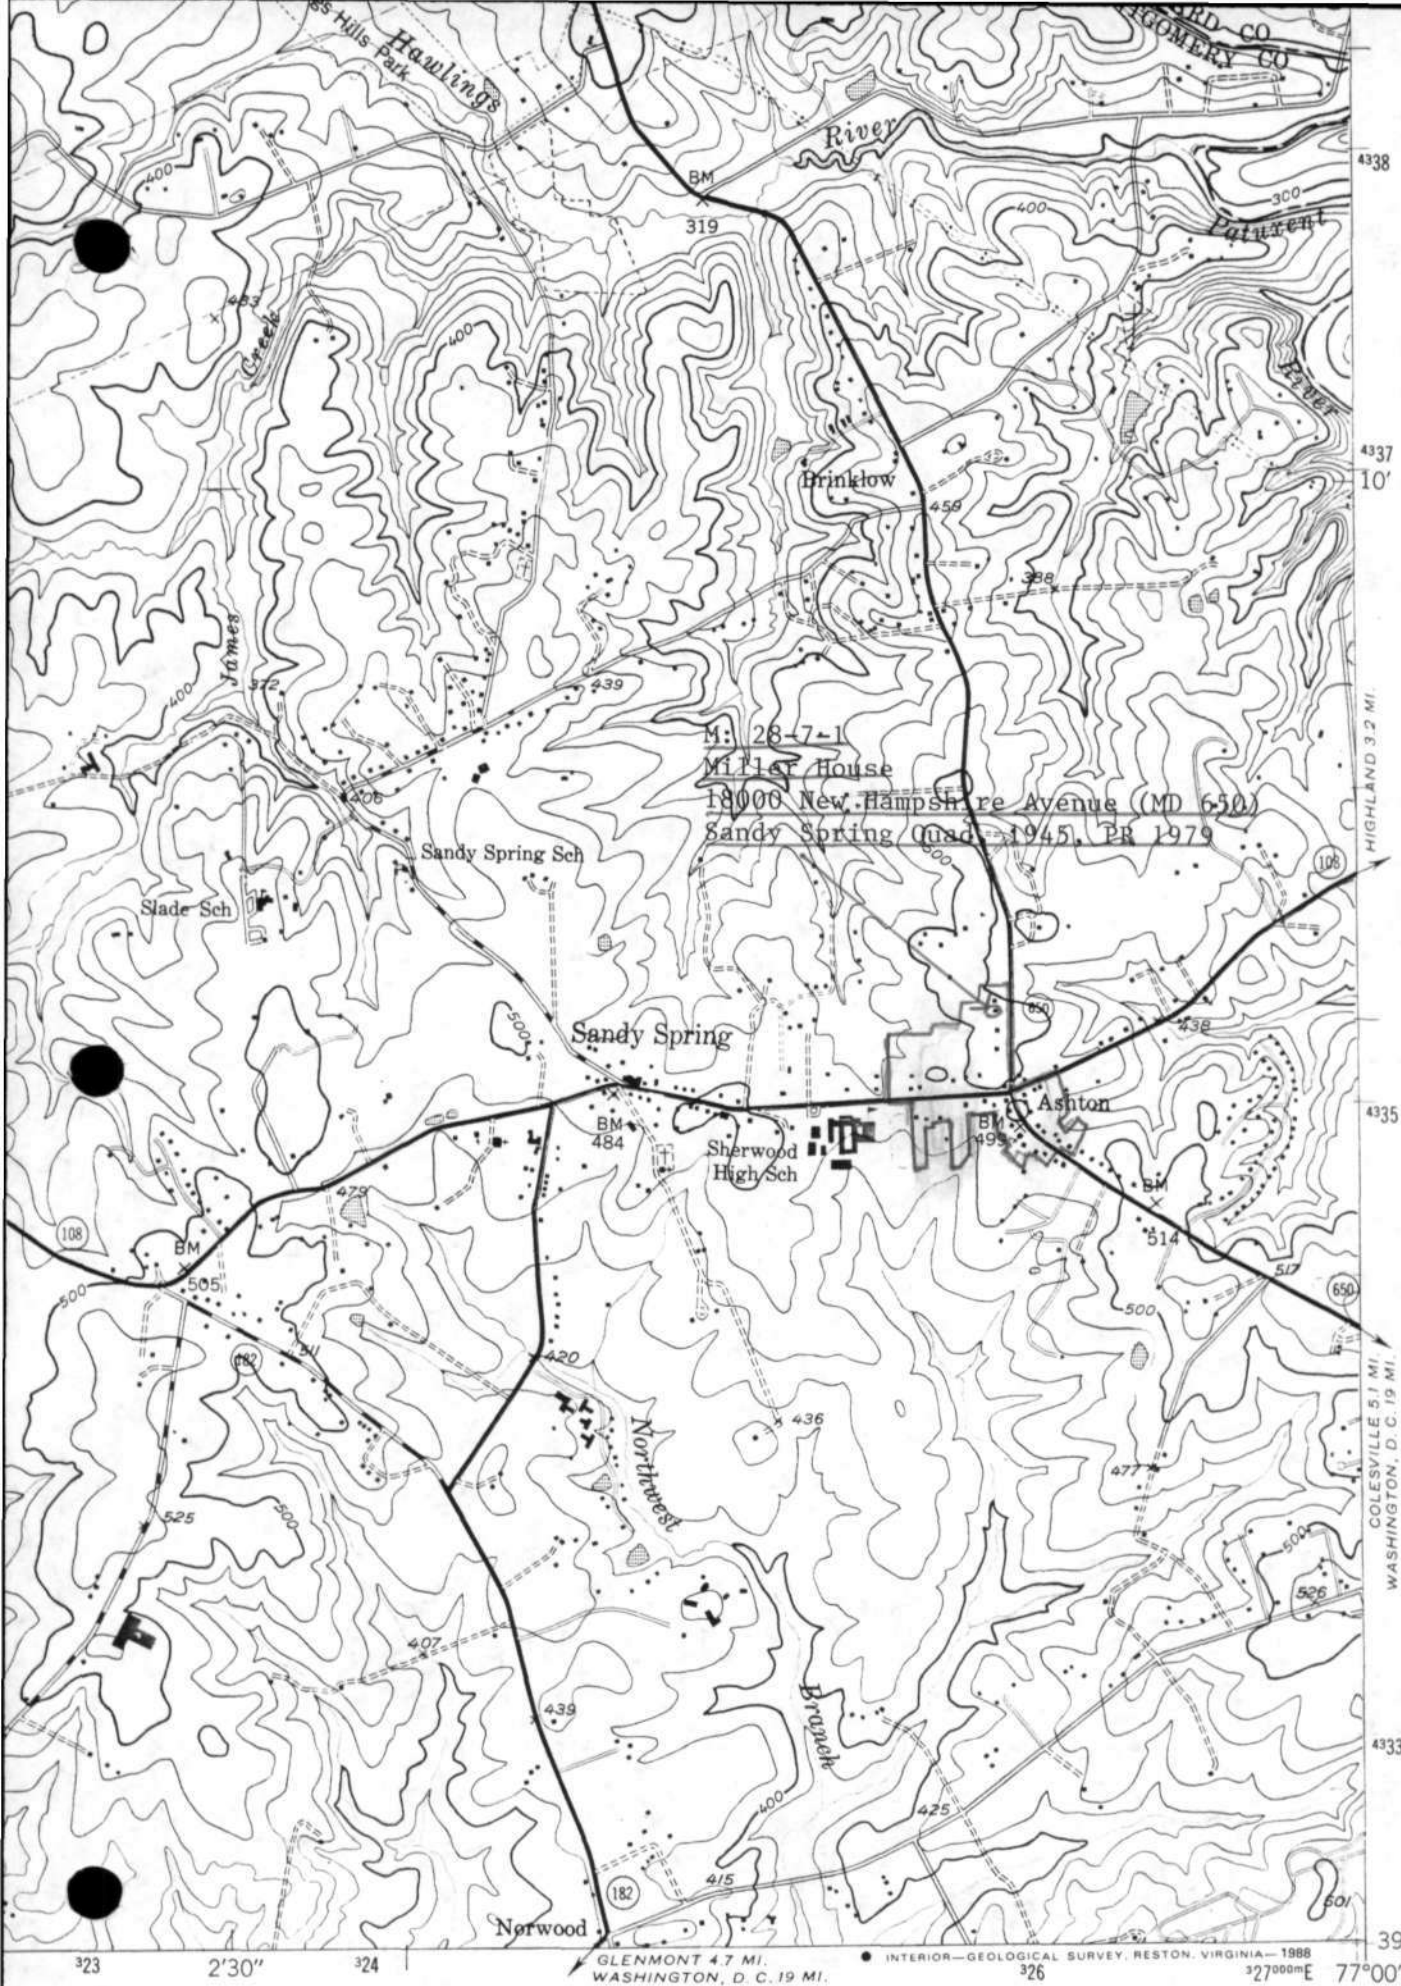 Hills Park
Hawlings
River
CO
GOMERY CO
4338
400
BM
319
400
300
Patuxent
River
483
Creek
400
4337
10'
Brinklow
459
388
James
372
400
439
M: 28-7-1
Miller House
18000 New Hampshire Avenue (MD 650)
Sandy Spring Quad. 1945, PR 1979
HIGHLAND 3.2 MI.
406
Sandy Spring Sch
108
Slade Sch
500
Sandy Spring
650
438
Ashton
4335
BM
484
BM
499
Sherwood
High Sch
479
BM
514
108
BM
505
500
517
650
500
182
511
420
436
Northwest
477
COLESVILLE 5.1 MI.
WASHINGTON, D. C. 19 MI.
525
500
500
526
407
439
Branch
4333
400
425
415
182
501
Norwood
39
323
2'30"
324
GLENMONT 4.7 MI.
WASHINGTON, D. C. 19 MI.
INTERIOR—GEOLOGICAL SURVEY, RESTON, VIRGINIA—1988
326
327000mE
77°00'